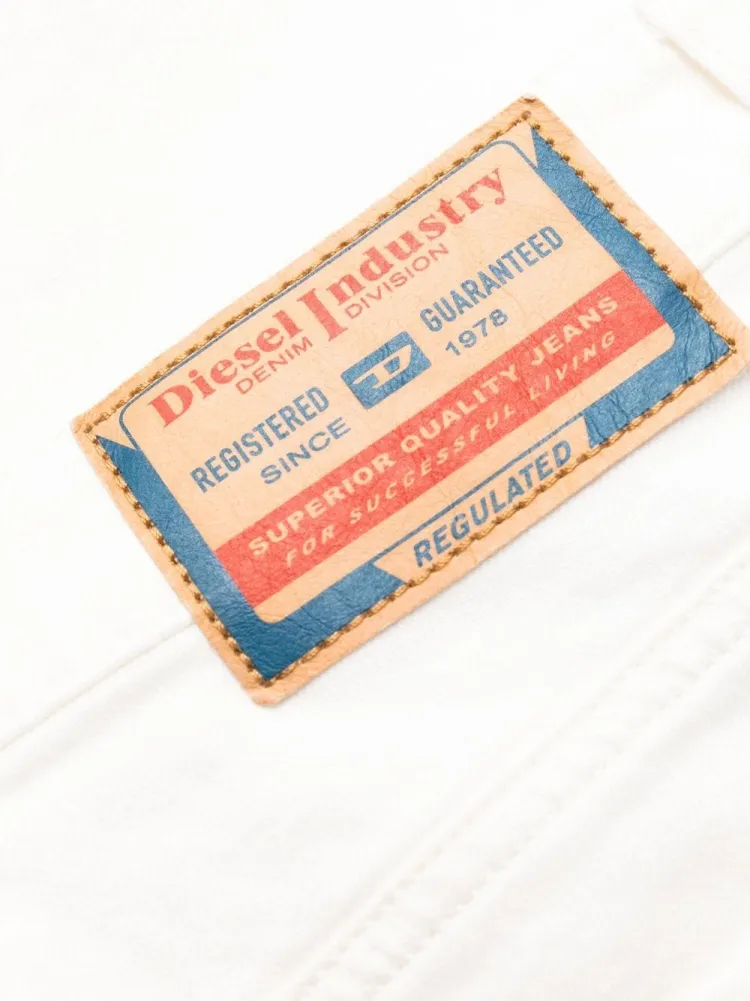 Diesel Industry
DENIM DIVISION
REGISTERED D GUARANTEED
SINCE 1978
SUPERIOR QUALITY JEANS
FOR SUCCESSFUL LIVING
REGULATED